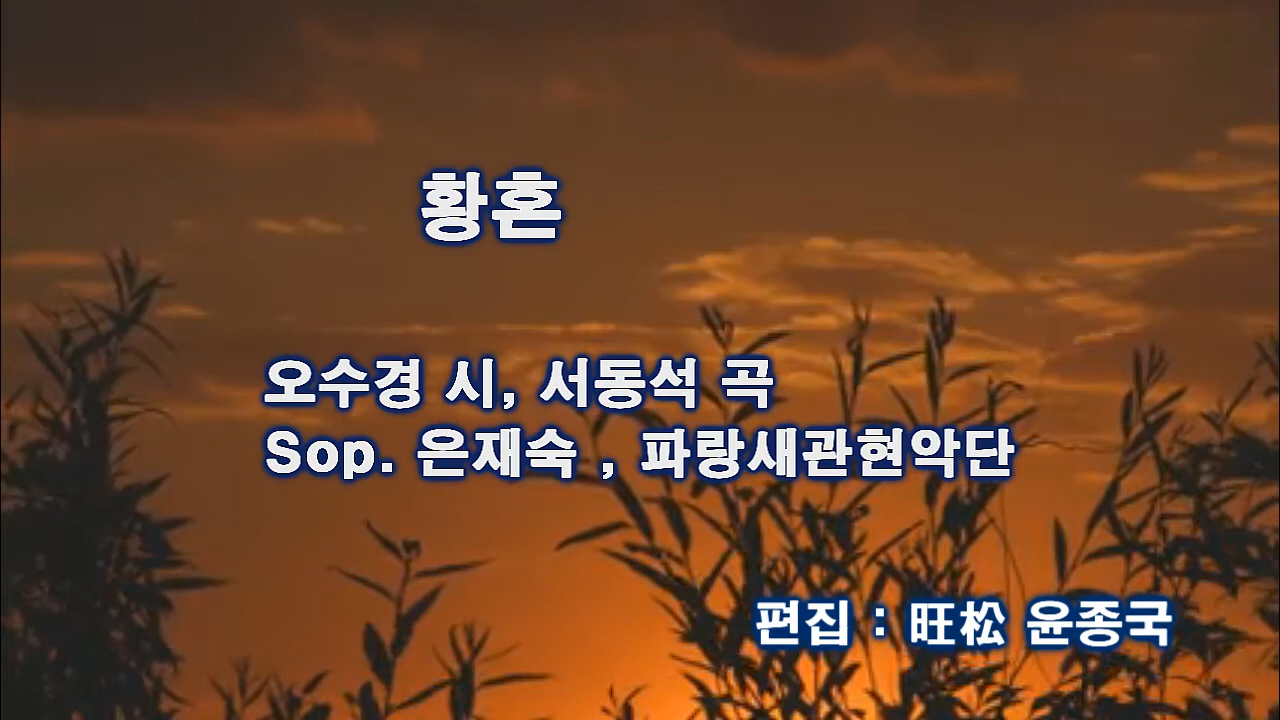 황혼
오수경 시, 서동석 곡
Sop. 은재숙 , 파랑새관현악단
편집 : 旺松 윤종국